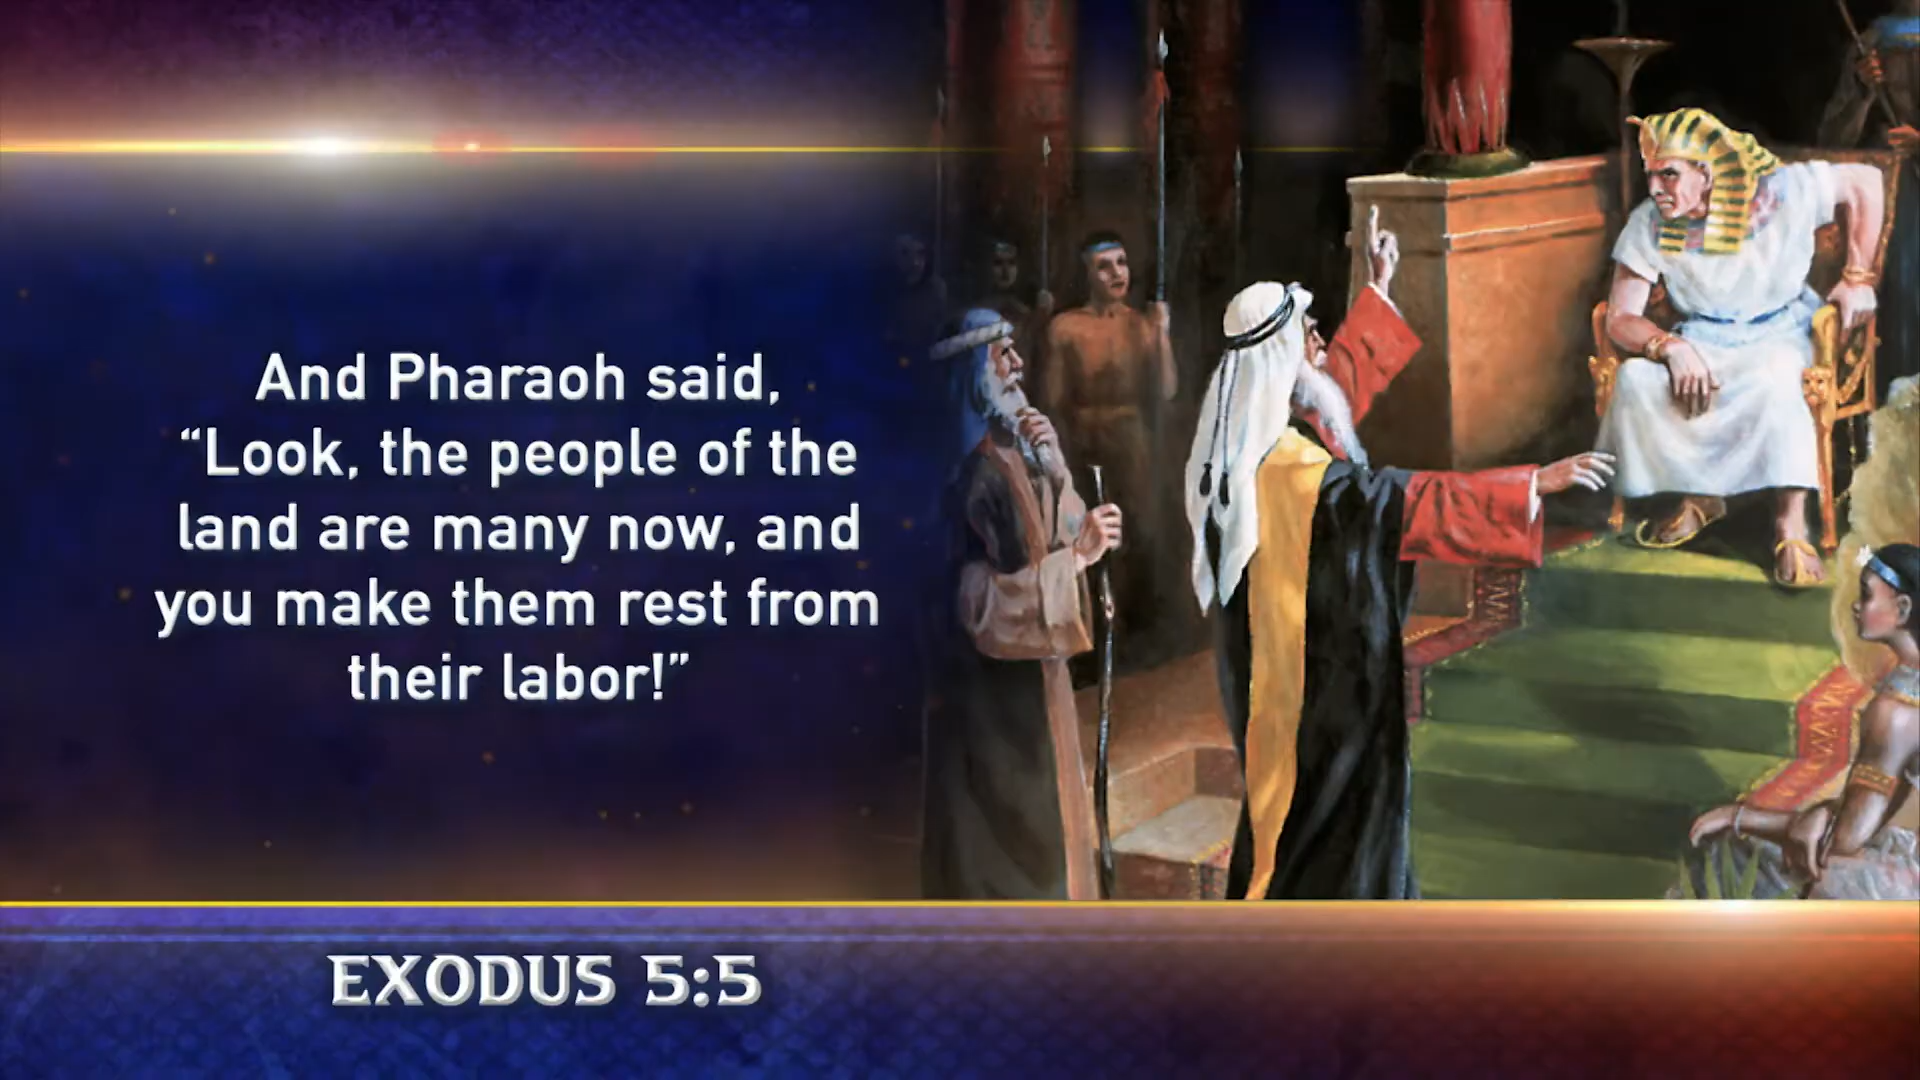 And Pharaoh said,
“Look, the people of the
land are many now, and
you make them rest from
their labor!”
EXODUS 5:5